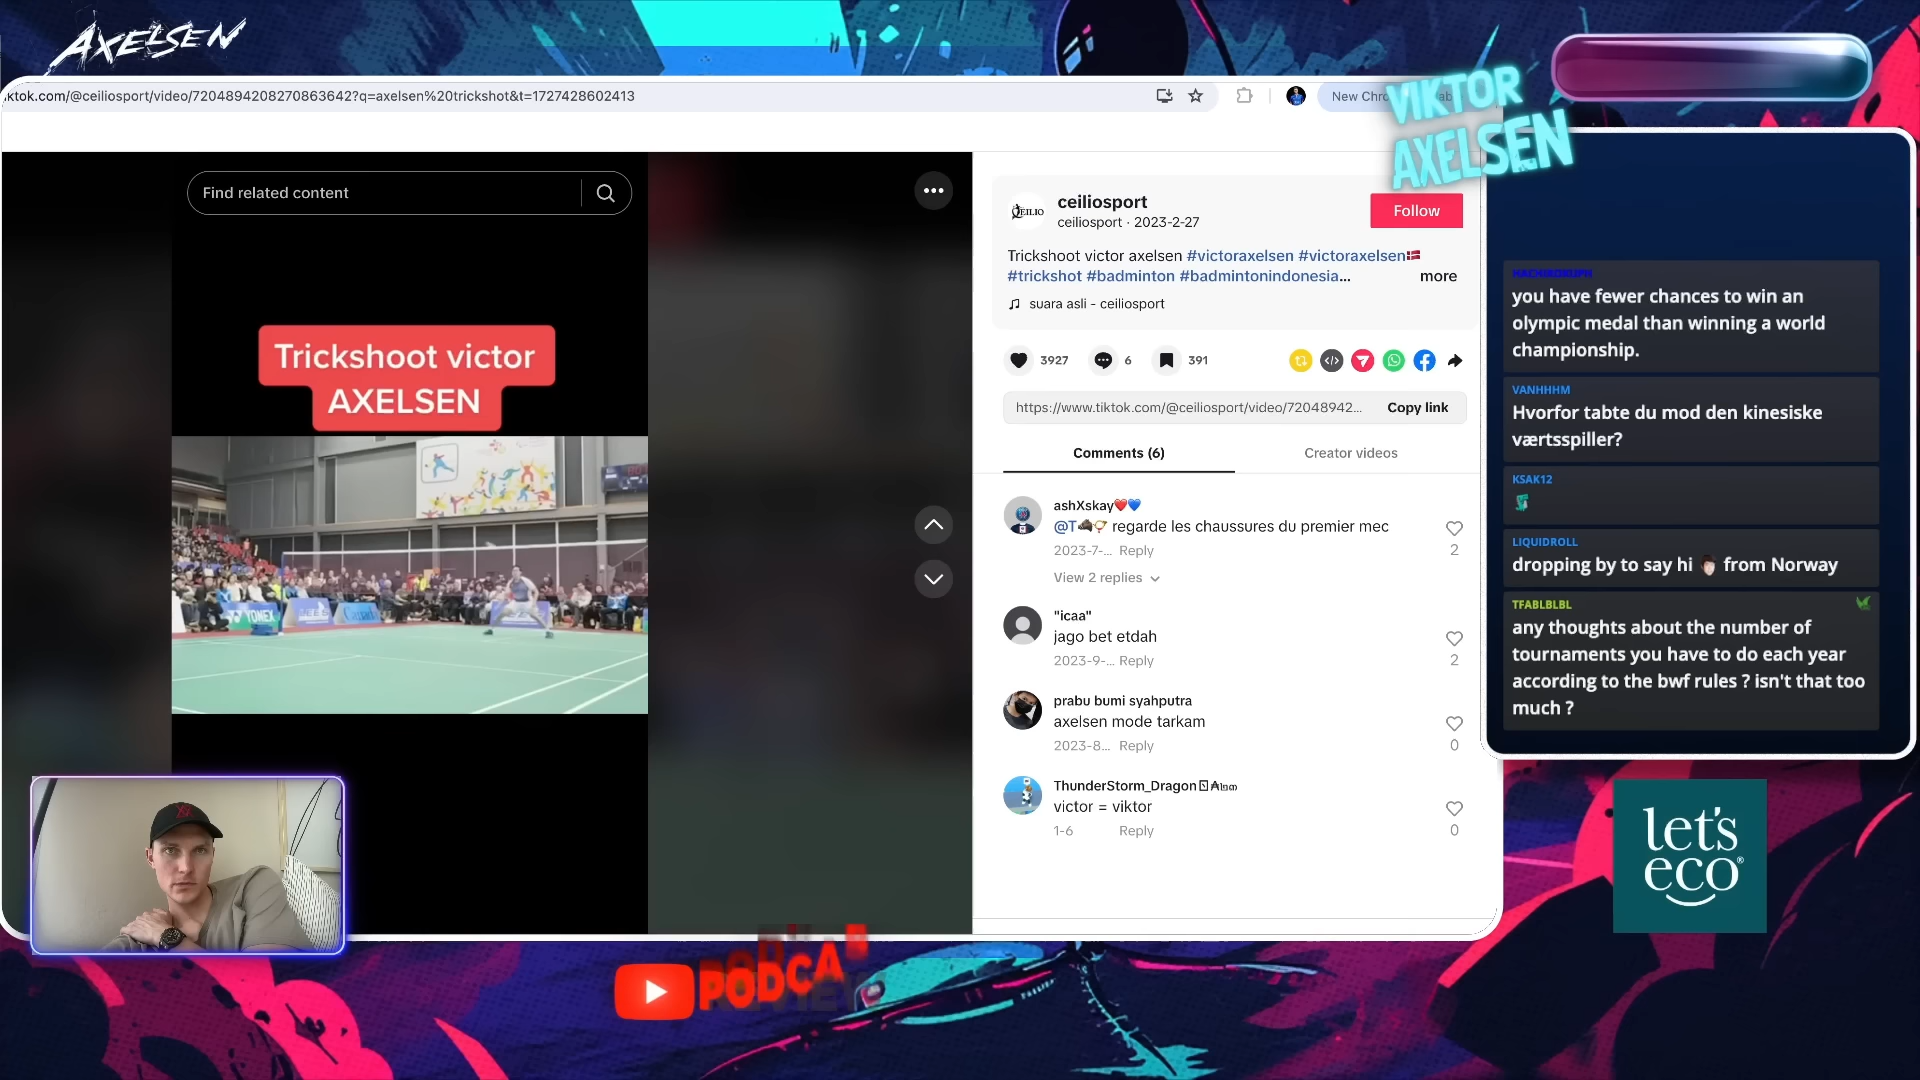 AXELSEN
ktok.com/@ceiliosport/video/7204894208270863642?q=axelsen%20trickshot&t=1727428602413
New Chro
VIKTOR
AXELSEN
Find related content
Trickshoot victor
AXELSEN
YONEX
ceiliosport
ceiliosport · 2023-2-27
Follow
Trickshoot victor axelsen #victoraxelsen #victoraxelsen🇩🇰
#trickshot #badminton #badmintonindonesia...
more
suara asli - ceiliosport
3927
6
391
https://www.tiktok.com/@ceiliosport/video/72048942...
Copy link
Comments (6)
Creator videos
ashXskay❤️💙
@T regarde les chaussures du premier mec
2023-7-... Reply
2
View 2 replies
"icaa"
jago bet etdah
2023-9-... Reply
2
prabu bumi syahputra
axelsen mode tarkam
2023-8... Reply
0
ThunderStorm_Dragon
victor = viktor
1-6 Reply
0
you have fewer chances to win an
olympic medal than winning a world
championship.
VANHHHM
Hvorfor tabte du mod den kinesiske
værtsspiller?
KSAK12
LIQUIDROLL
dropping by to say hi from Norway
TFABLBLBL
any thoughts about the number of
tournaments you have to do each year
according to the bwf rules ? isn't that too
much ?
let's
eco®
PODCA